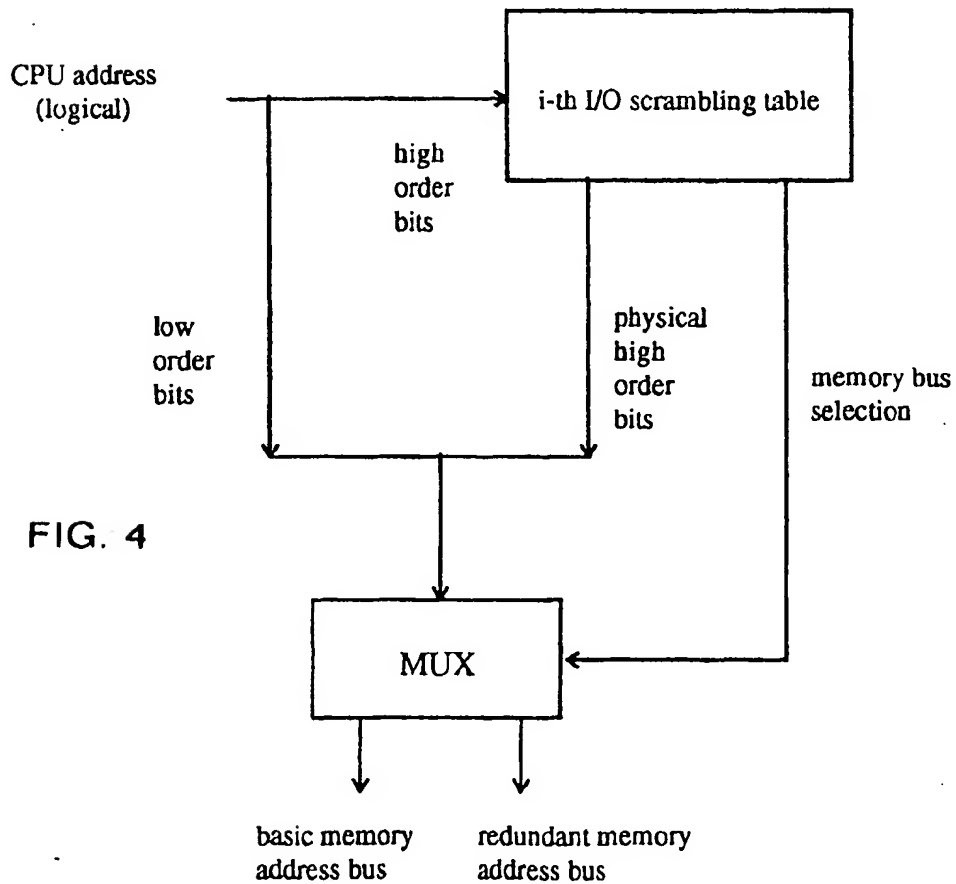 CPU address
(logical)
i-th I/O scrambling table
high
order
bits
low
order
bits
physical
high
order
bits
memory bus
selection
FIG. 4
MUX
basic memory
address bus
redundant memory
address bus